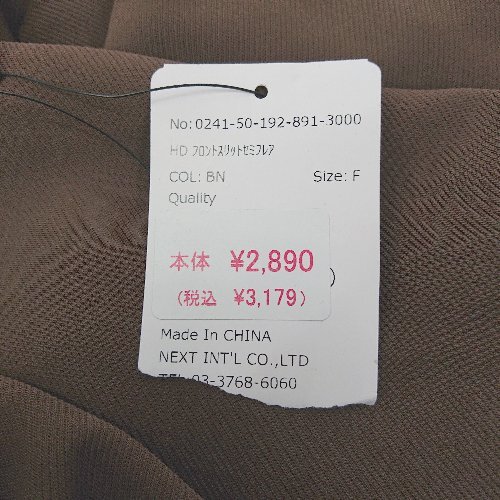 No: 0241-50-192-891-3000
HD フロントスリットセミフレア
COL: BN Size: F
Quality
本体 ¥2,890
(税込 ¥3,179)
)
Made In CHINA
NEXT INT'L CO.,LTD
TEL 03-3768-6060